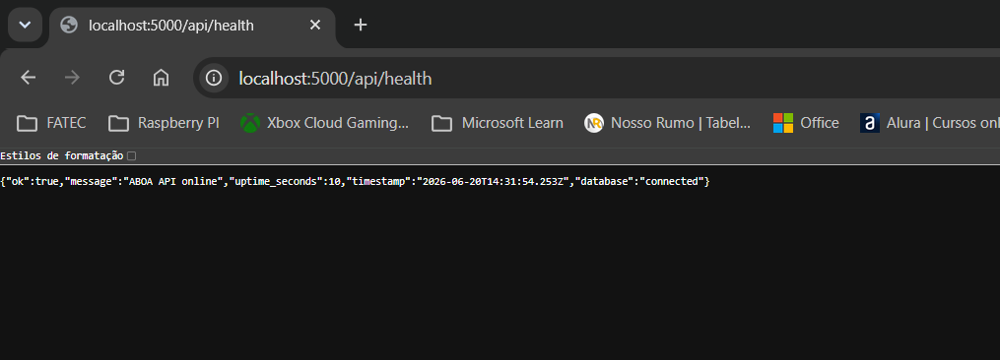 localhost:5000/api/health
localhost:5000/api/health
FATEC Raspberry PI Xbox Cloud Gaming... Microsoft Learn NR Nosso Rumo | Tabel... Office a Alura | Cursos onl
Estilos de formatação
{"ok":true,"message":"ABOA API online","uptime_seconds":10,"timestamp":"2026-06-20T14:31:54.253Z","database":"connected"}